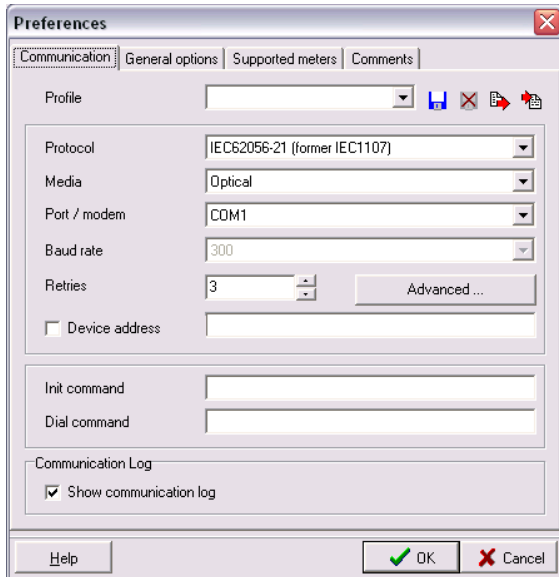 Preferences
Communication General options Supported meters Comments
Profile
Protocol IEC62056-21 (former IEC1107)
Media Optical
Port / modem COM1
Baud rate 300
Retries 3 Advanced ...
Device address
Init command
Dial command
Communication Log
Show communication log
Help OK Cancel